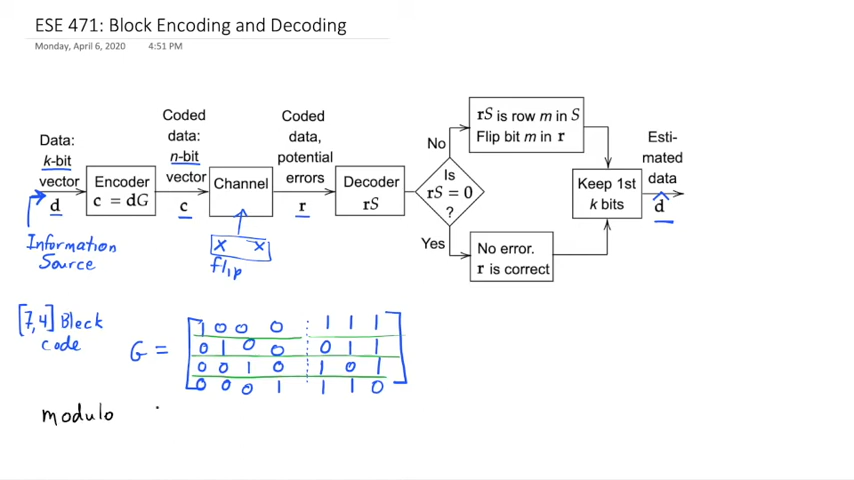 ESE 471: Block Encoding and Decoding
Monday, April 6, 2020 4:51 PM
Data:
k-bit
vector
d
Encoder
c = dG
Coded
data:
n-bit
vector
c
Channel
Coded
data,
potential
errors
r
Decoder
rS
No
Is
rS = 0
?
Yes
rS is row m in S
Flip bit m in r
No error.
r is correct
Keep 1st
k bits
Esti-
mated
data
d̂
Information
Source
x x
flip
[7,4] Block
code
G =
1 0 0 0 1 1 1
0 1 0 0 0 1 1
0 0 1 0 1 0 1
0 0 0 1 1 1 0
modulo